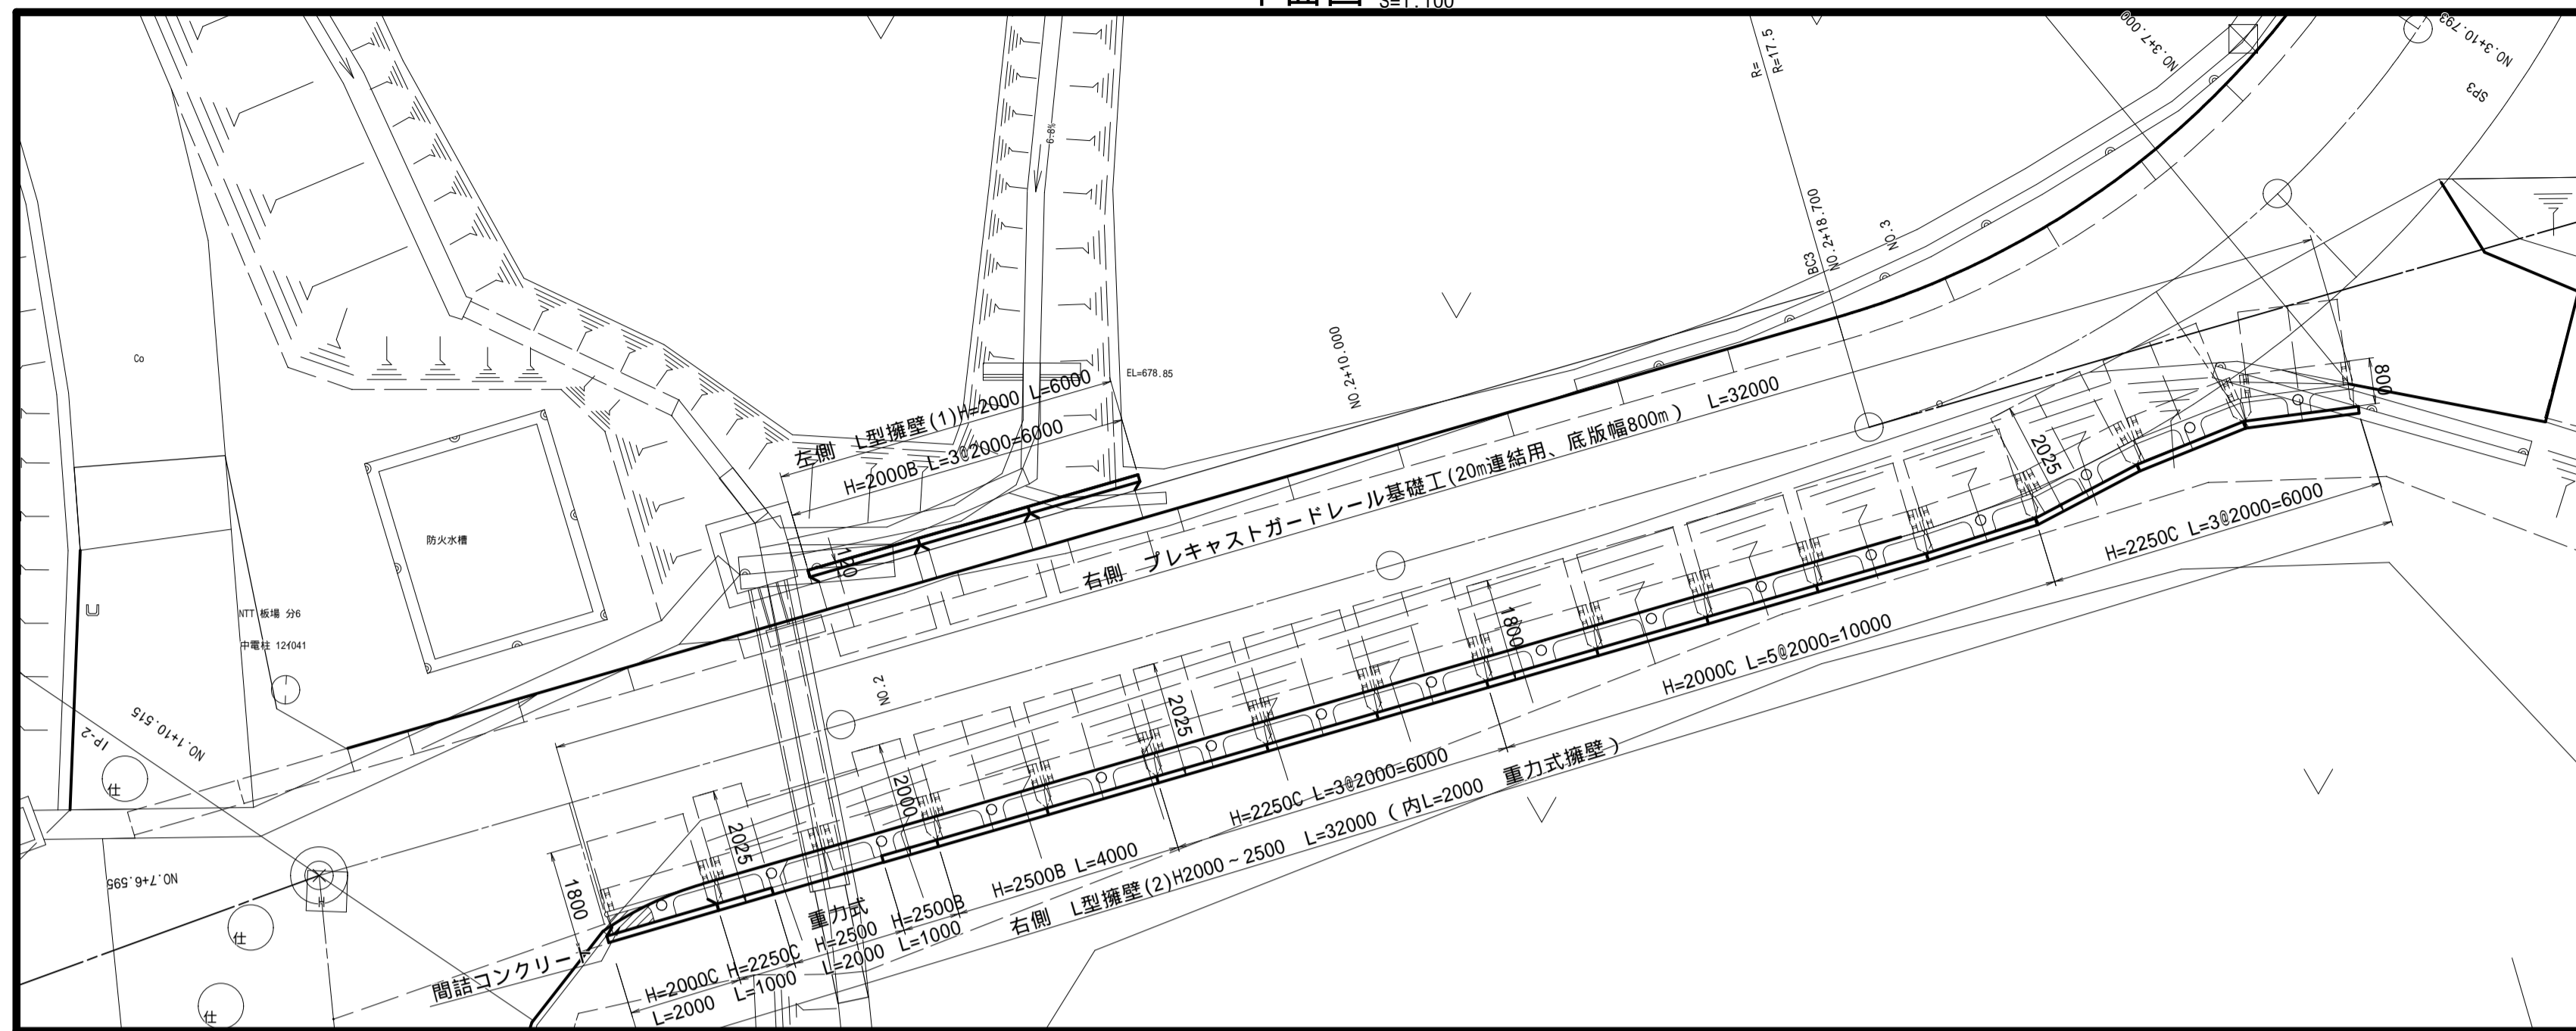 S=1:100
R=
R=17.5
NO.3+7.000
NO.3+10.793
SP3
6.8%
BC3
NO.2+18.700
NO.3
Co
EL=678.85
NO.2+10.000
左側 L型擁壁(1)H=2000 L=6000
H=2000B L=3@2000=6000
800
右側 プレキャストガードレール基礎工(20m連結用、底版幅800m) L=32000
2025
防火水槽
120
H=2250C L=3@2000=6000
NTT 板場 分6
中電柱 12イ041
1800
H=2000C L=5@2000=10000
NO.2
2025
NO.1+10.515
IP-2
仕
2000
H=2250C L=3@2000=6000
2025
H=2500B L=4000
右側 L型擁壁(2)H2000~2500 L=32000(内L=2000 重力式擁壁)
1800
重力式
H=2500B
L=1000
H=2500
L=2000
H=2250C
L=1000
H=2000C
L=2000
NO.7+6.595
H
仕
間詰コンクリート
仕